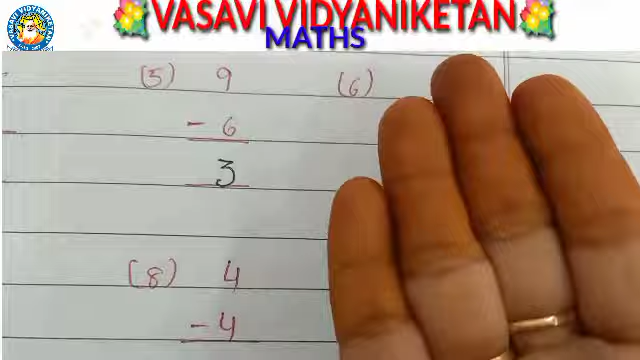 VASAVI VIDYANIKETAN
MATHS
(5) 9 (6)
- 6
3
(8) 4
- 4